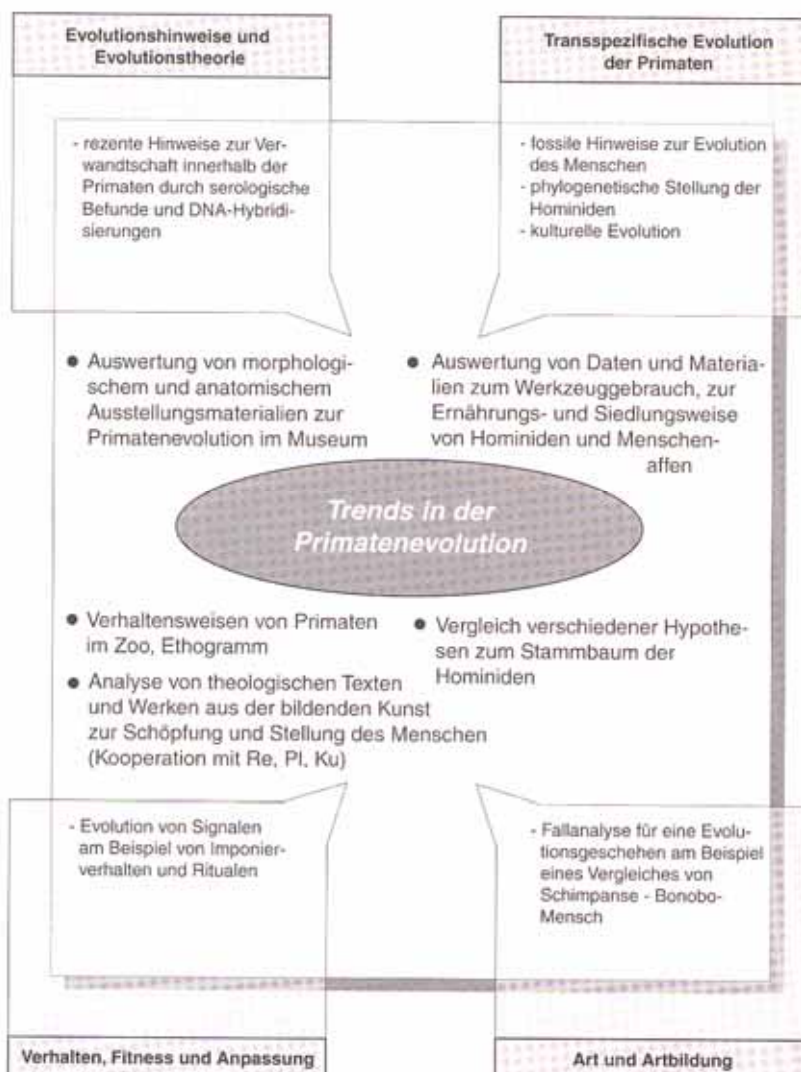 Evolutionshinweise und
Evolutionstheorie
Transspezifische Evolution
der Primaten
- rezente Hinweise zur Ver-
wandtschaft innerhalb der
Primaten durch serologische
Befunde und DNA-Hybridi-
sierungen
- fossile Hinweise zur Evolution
des Menschen
- phylogenetische Stellung der
Hominiden
- kulturelle Evolution
● Auswertung von morphologi-
schem und anatomischem
Ausstellungsmaterialien zur
Primatenevolution im Museum
● Auswertung von Daten und Materia-
lien zum Werkzeuggebrauch, zur
Ernährungs- und Siedlungsweise
von Hominiden und Menschen-
affen
Trends in der
Primatenevolution
● Verhaltensweisen von Primaten
im Zoo, Ethogramm
● Analyse von theologischen Texten
und Werken aus der bildenden Kunst
zur Schöpfung und Stellung des Menschen
(Kooperation mit Re, Pl, Ku)
● Vergleich verschiedener Hypothe-
sen zum Stammbaum der
Hominiden
- Evolution von Signalen
am Beispiel von Imponier-
verhalten und Ritualen
- Fallanalyse für eine Evolu-
tionsgeschehen am Beispiel
eines Vergleiches von
Schimpanse - Bonobo-
Mensch
Verhalten, Fitness und Anpassung
Art und Artbildung